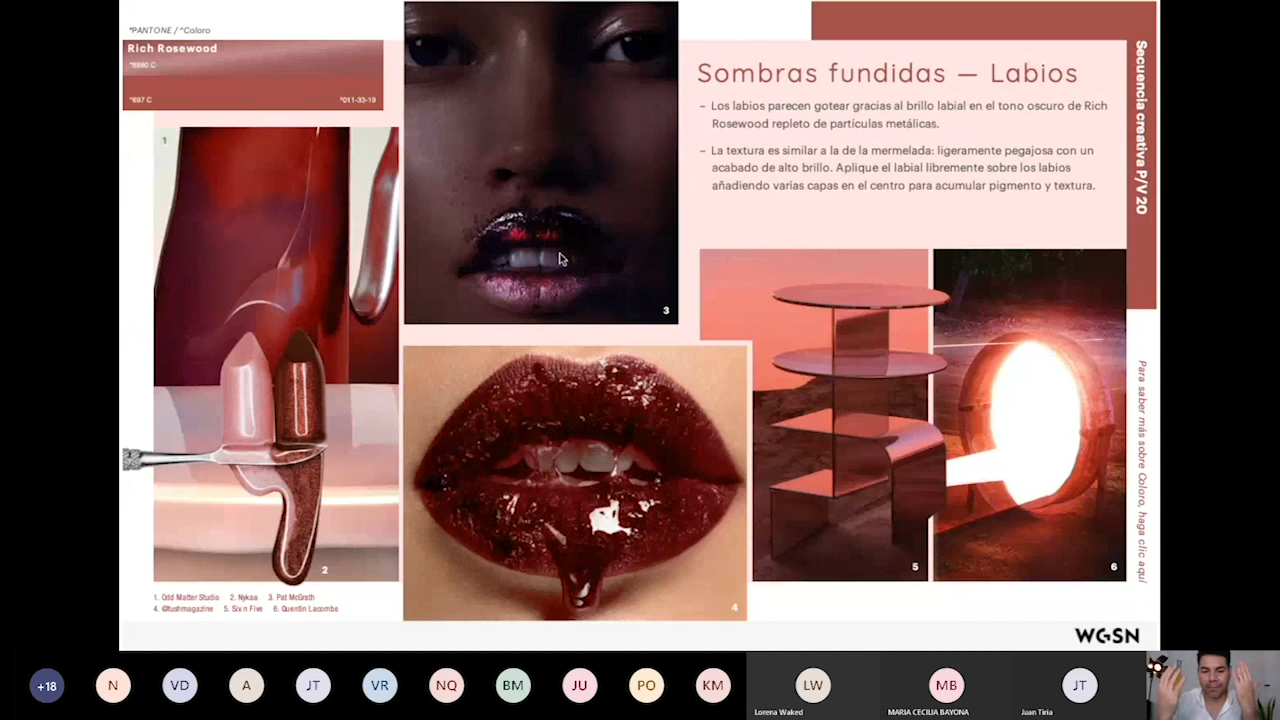 *PANTONE / ^Coloro
Rich Rosewood
*8880 C
*697 C
^011-33-19
1
2
3
4
5
6
Sombras fundidas — Labios
– Los labios parecen gotear gracias al brillo labial en el tono oscuro de Rich
Rosewood repleto de partículas metálicas.
– La textura es similar a la de la mermelada: ligeramente pegajosa con un
acabado de alto brillo. Aplique el labial libremente sobre los labios
añadiendo varias capas en el centro para acumular pigmento y textura.
Secuencia creativa P/V 20
Para saber más sobre Coloro, haga clic aquí
1. Odd Matter Studio 2. Nykaa 3. Pat McGrath
4. @tushmagazine 5. Six n Five 6. Quentin Lacombe
WGSN
+18
N
VD
A
JT
VR
NQ
BM
JU
PO
KM
LW
Lorena Waked
MB
MARIA CECILIA BAYONA
JT
Juan Tiria